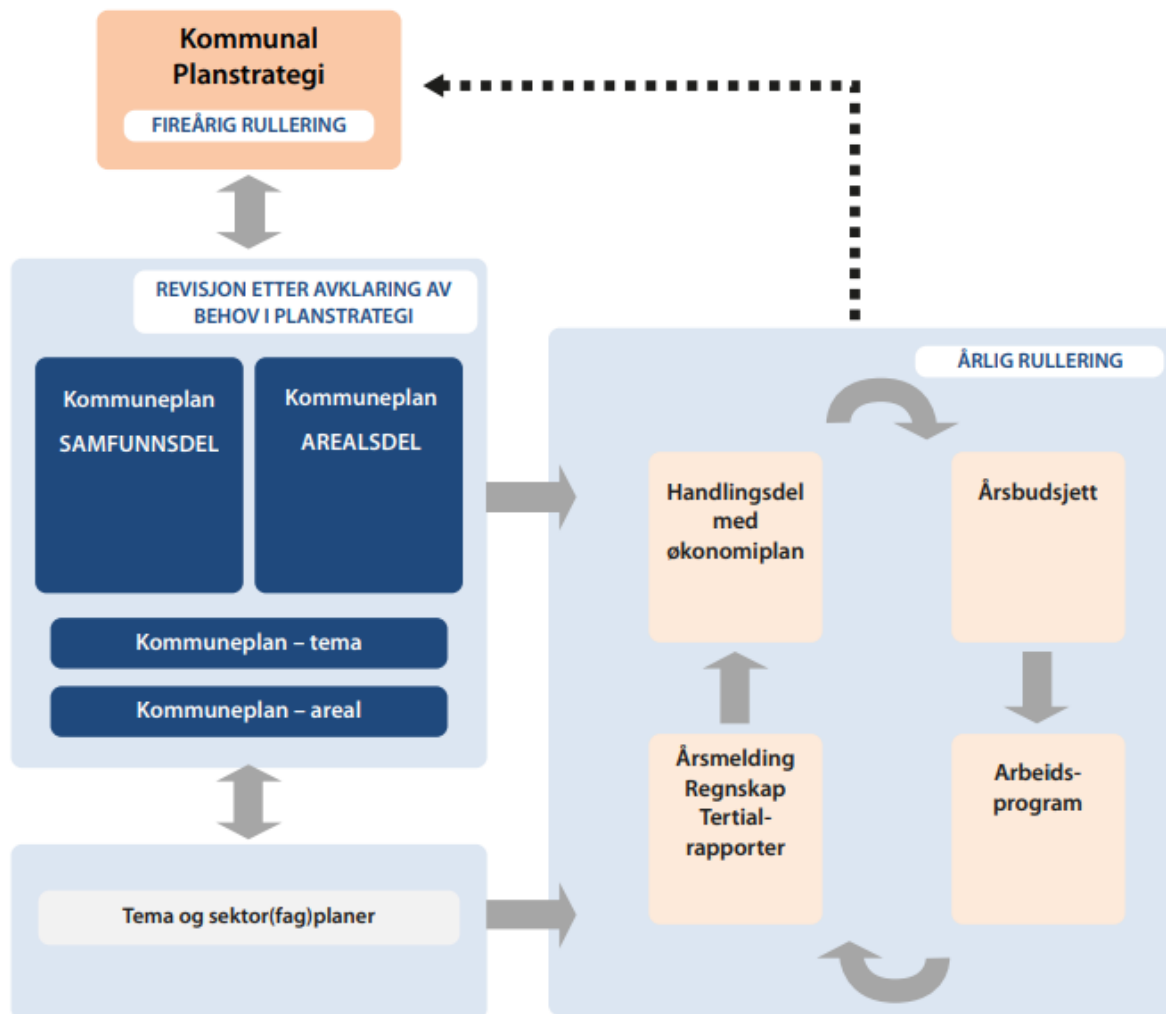 Kommunal
Planstrategi
FIREÅRIG RULLERING
REVISJON ETTER AVKLARING AV
BEHOV I PLANSTRATEGI
Kommuneplan
SAMFUNNSDEL
Kommuneplan
AREALSDEL
Kommuneplan – tema
Kommuneplan – areal
Tema og sektor(fag)planer
ÅRLIG RULLERING
Handlingsdel
med
økonomiplan
Årsbudsjett
Årsmelding
Regnskap
Tertial-
rapporter
Arbeids-
program